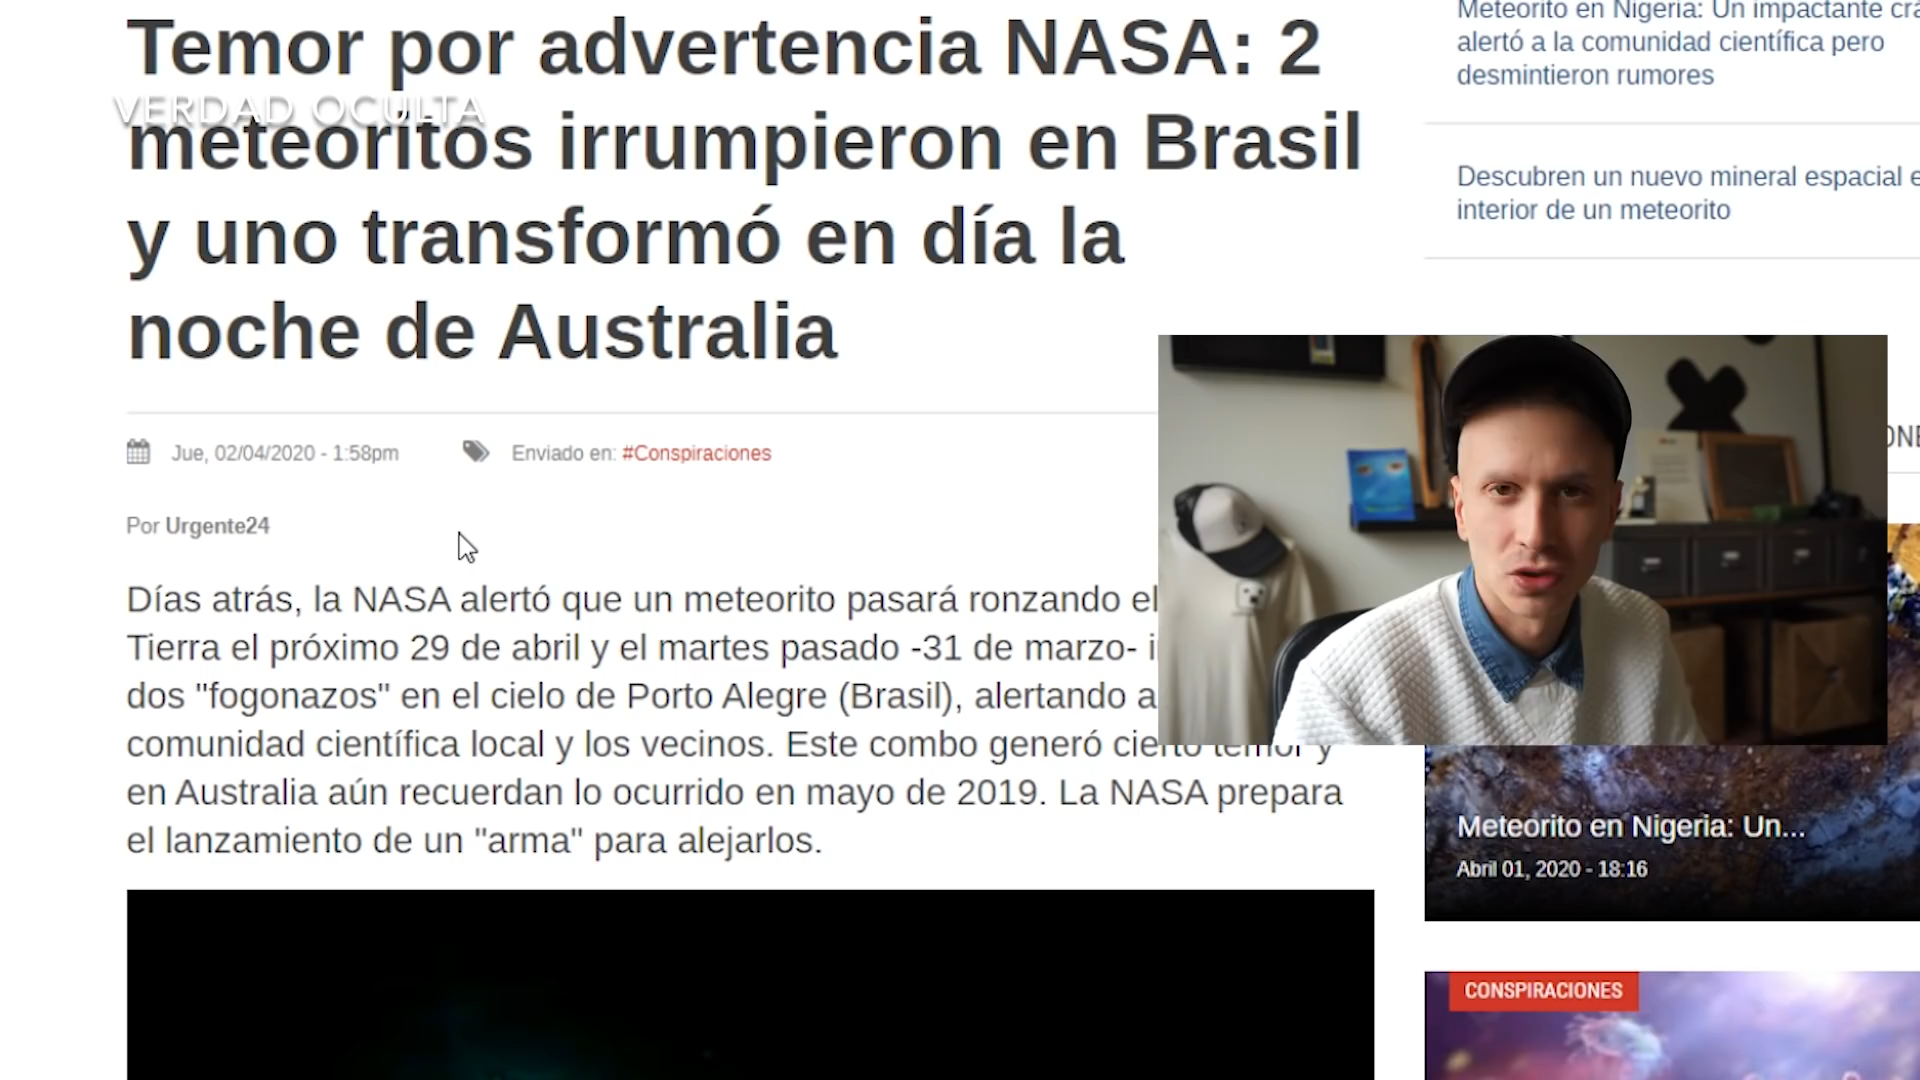 Temor por advertencia NASA: 2
VERDAD OCULTA
meteoritos irrumpieron en Brasil
y uno transformó en día la
noche de Australia
Jue, 02/04/2020 - 1:58pm
Enviado en: #Conspiraciones
Por Urgente24
Días atrás, la NASA alertó que un meteorito pasará ronzando el
Tierra el próximo 29 de abril y el martes pasado -31 de marzo-
dos "fogonazos" en el cielo de Porto Alegre (Brasil), alertando a
comunidad científica local y los vecinos. Este combo generó cierto temor y
en Australia aún recuerdan lo ocurrido en mayo de 2019. La NASA prepara
el lanzamiento de un "arma" para alejarlos.
Meteorito en Nigeria: Un impactante
alertó a la comunidad científica pero
desmintieron rumores
Descubren un nuevo mineral espacial
interior de un meteorito
Meteorito en Nigeria: Un...
Abril 01, 2020 - 18:16
CONSPIRACIONES